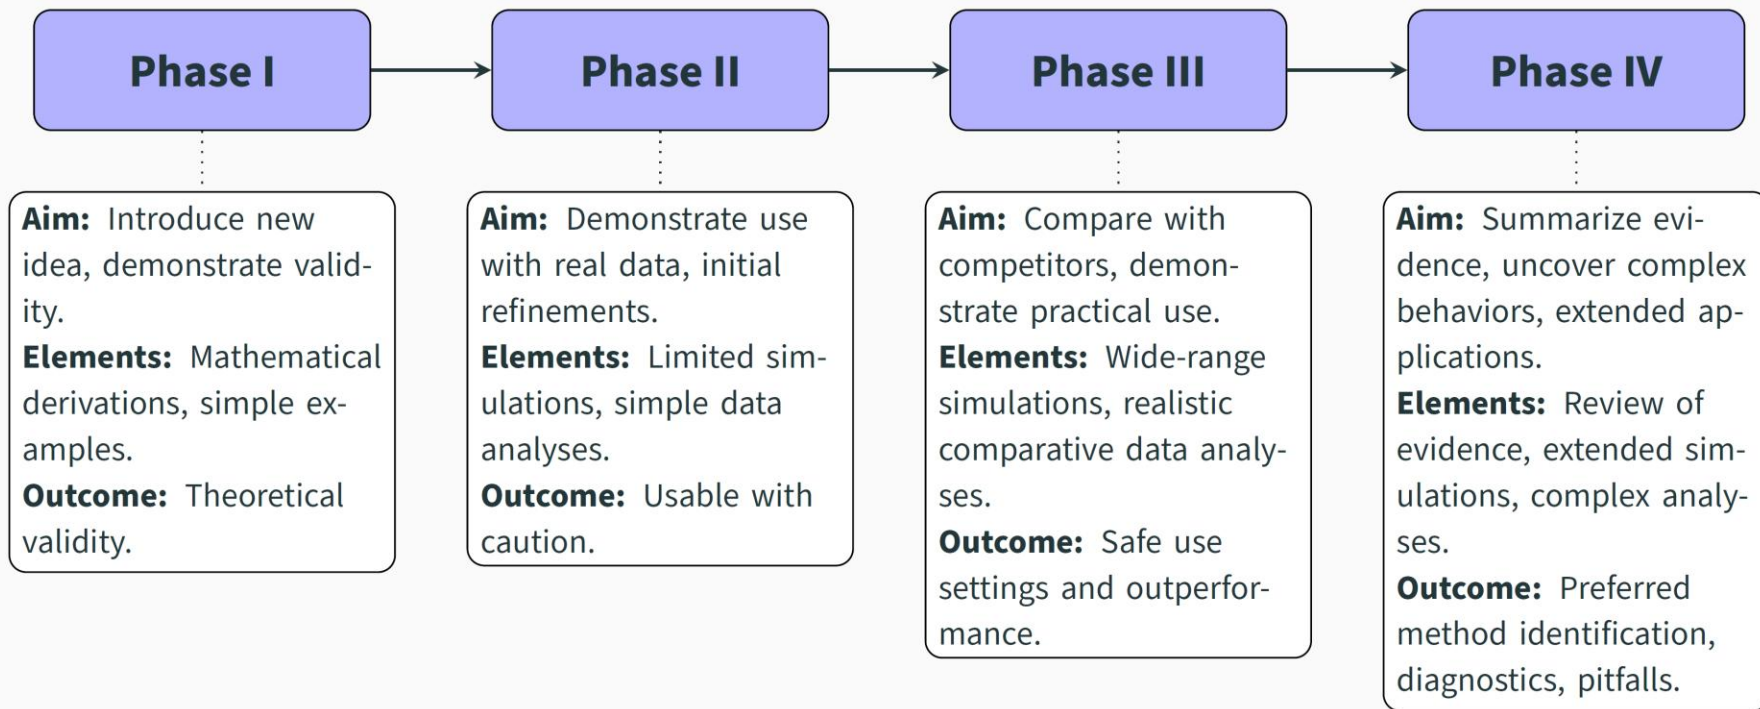 Phase I
Phase II
Phase III
Phase IV
Aim: Introduce new
idea, demonstrate valid-
ity.
Elements: Mathematical
derivations, simple ex-
amples.
Outcome: Theoretical
validity.
Aim: Demonstrate use
with real data, initial
refinements.
Elements: Limited sim-
ulations, simple data
analyses.
Outcome: Usable with
caution.
Aim: Compare with
competitors, demon-
strate practical use.
Elements: Wide-range
simulations, realistic
comparative data analy-
ses.
Outcome: Safe use
settings and outperfor-
mance.
Aim: Summarize evi-
dence, uncover complex
behaviors, extended ap-
plications.
Elements: Review of
evidence, extended sim-
ulations, complex analy-
ses.
Outcome: Preferred
method identification,
diagnostics, pitfalls.